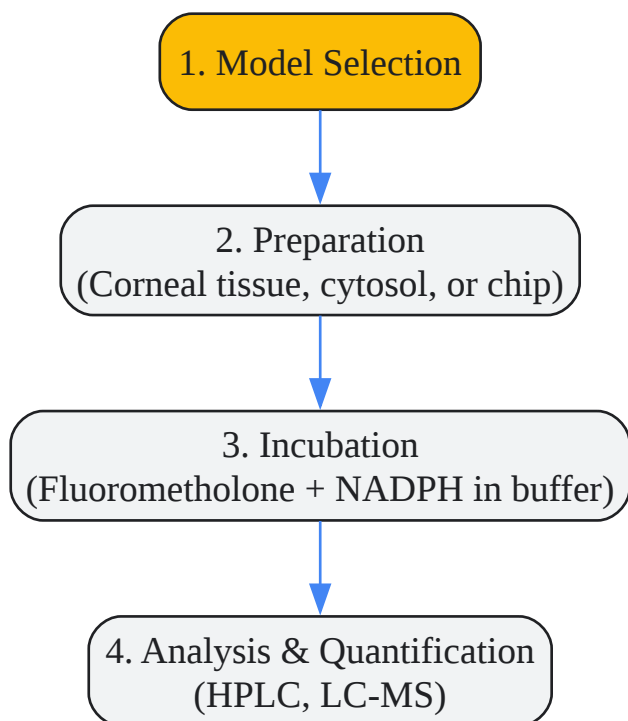 1. Model Selection
2. Preparation
(Corneal tissue, cytosol, or chip)
3. Incubation
(Fluorometholone + NADPH in buffer)
4. Analysis & Quantification
(HPLC, LC-MS)